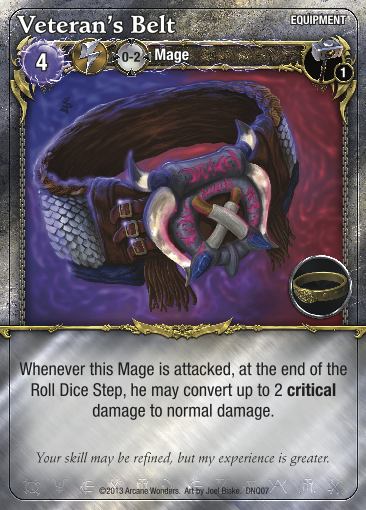 Veteran's Belt
EQUIPMENT
4
0-2
Mage
1
Whenever this Mage is attacked, at the end of the
Roll Dice Step, he may convert up to 2 critical
damage to normal damage.
Your skill may be refined, but my experience is greater.
©2013 Arcane Wonders. Art by Joel Biske. DNQ07